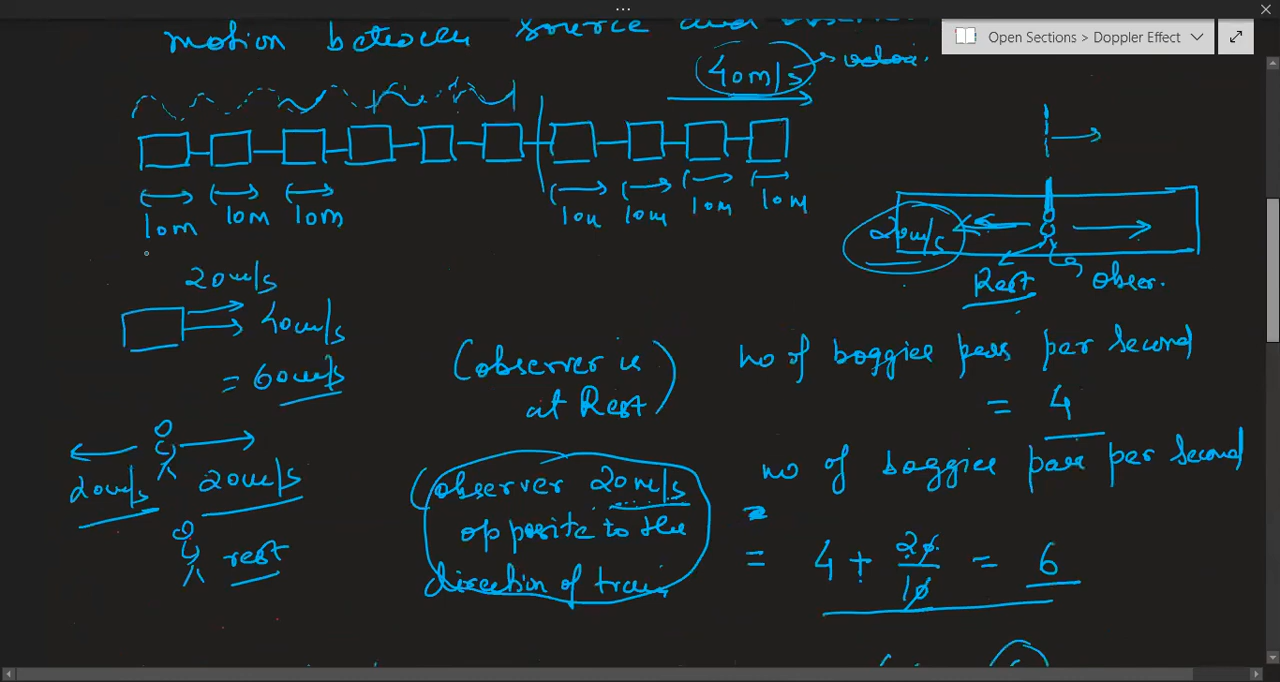 motion between source and observe
Open Sections > Doppler Effect
40m/s
10m 10m 10m
10m 10m 10m 10m
20m/s
Rest obser.
20m/s
40m/s
= 60m/s
(observer is
at Rest)
no of boggies pass per second
= 4
20m/s 20m/s
rest
(observer 20m/s
opposite to the
direction of train
no of boggies pass per second
= 4 + 20/10 = 6